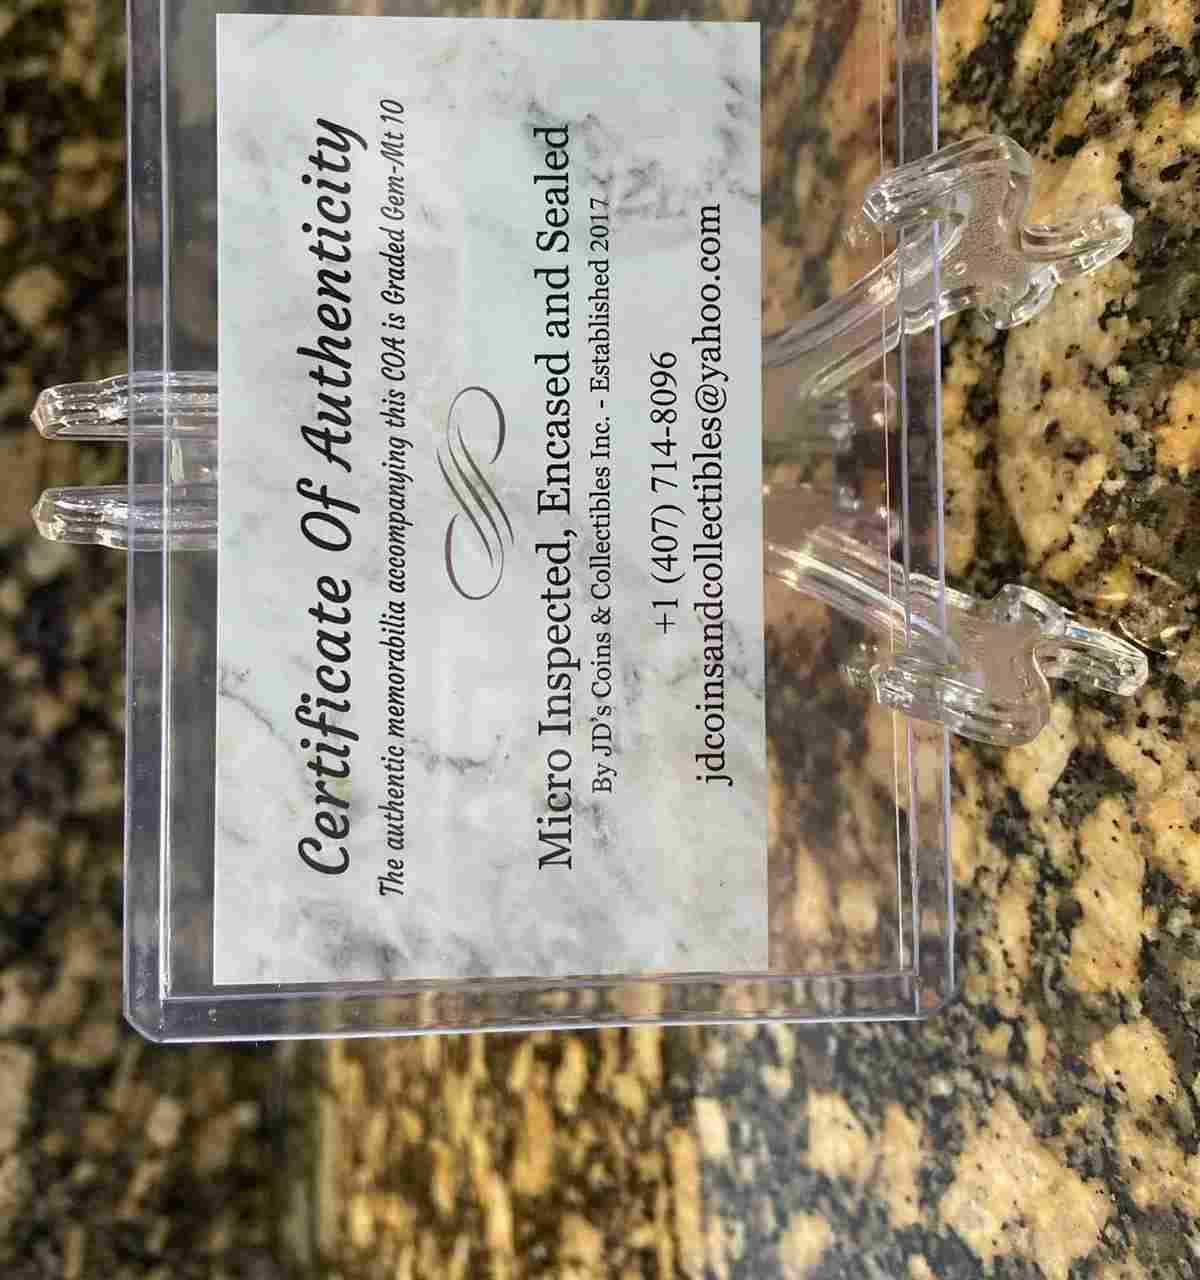 Certificate Of Authenticity
The authentic memorabilia accompanying this COA is Graded Gem-Mt 10
Micro Inspected, Encased and Sealed
By JD's Coins & Collectibles Inc. - Established 2017
+1 (407) 714-8096
jdcoinsandcollectibles@yahoo.com